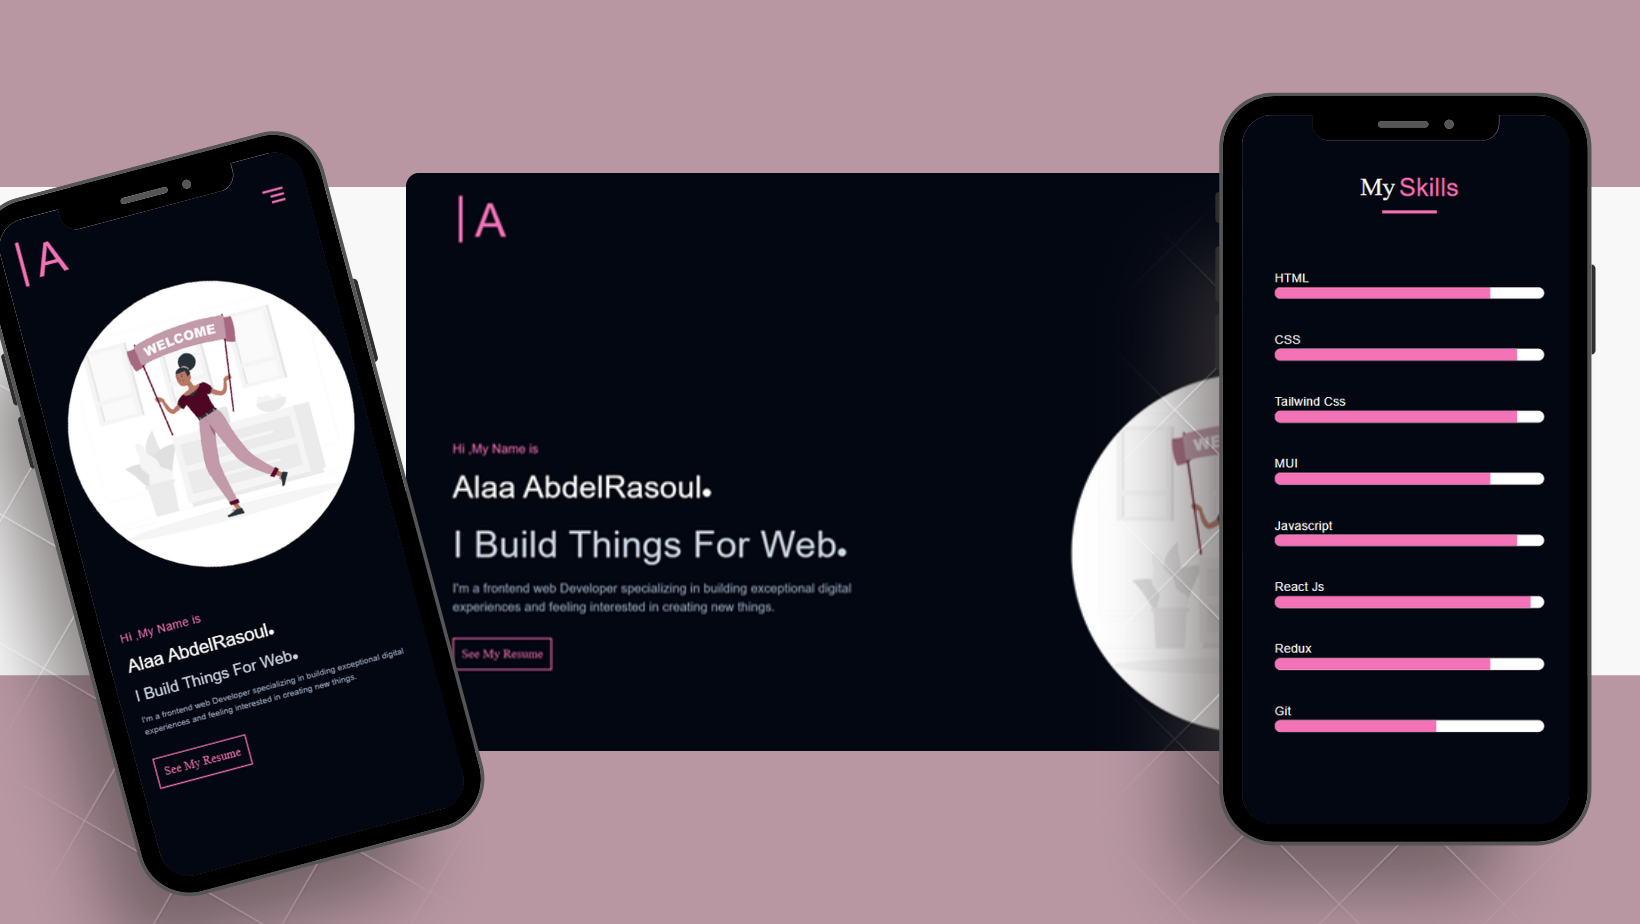 |A
WELCOME
Hi ,My Name is
Alaa AbdelRasoul.
I Build Things For Web.
I'm a frontend web Developer specializing in building exceptional digital
experiences and feeling interested in creating new things.
See My Resume
|A
Hi ,My Name is
Alaa AbdelRasoul.
I Build Things For Web.
I'm a frontend web Developer specializing in building exceptional digital
experiences and feeling interested in creating new things.
See My Resume
WE
My Skills
HTML
CSS
Tailwind Css
MUI
Javascript
React Js
Redux
Git